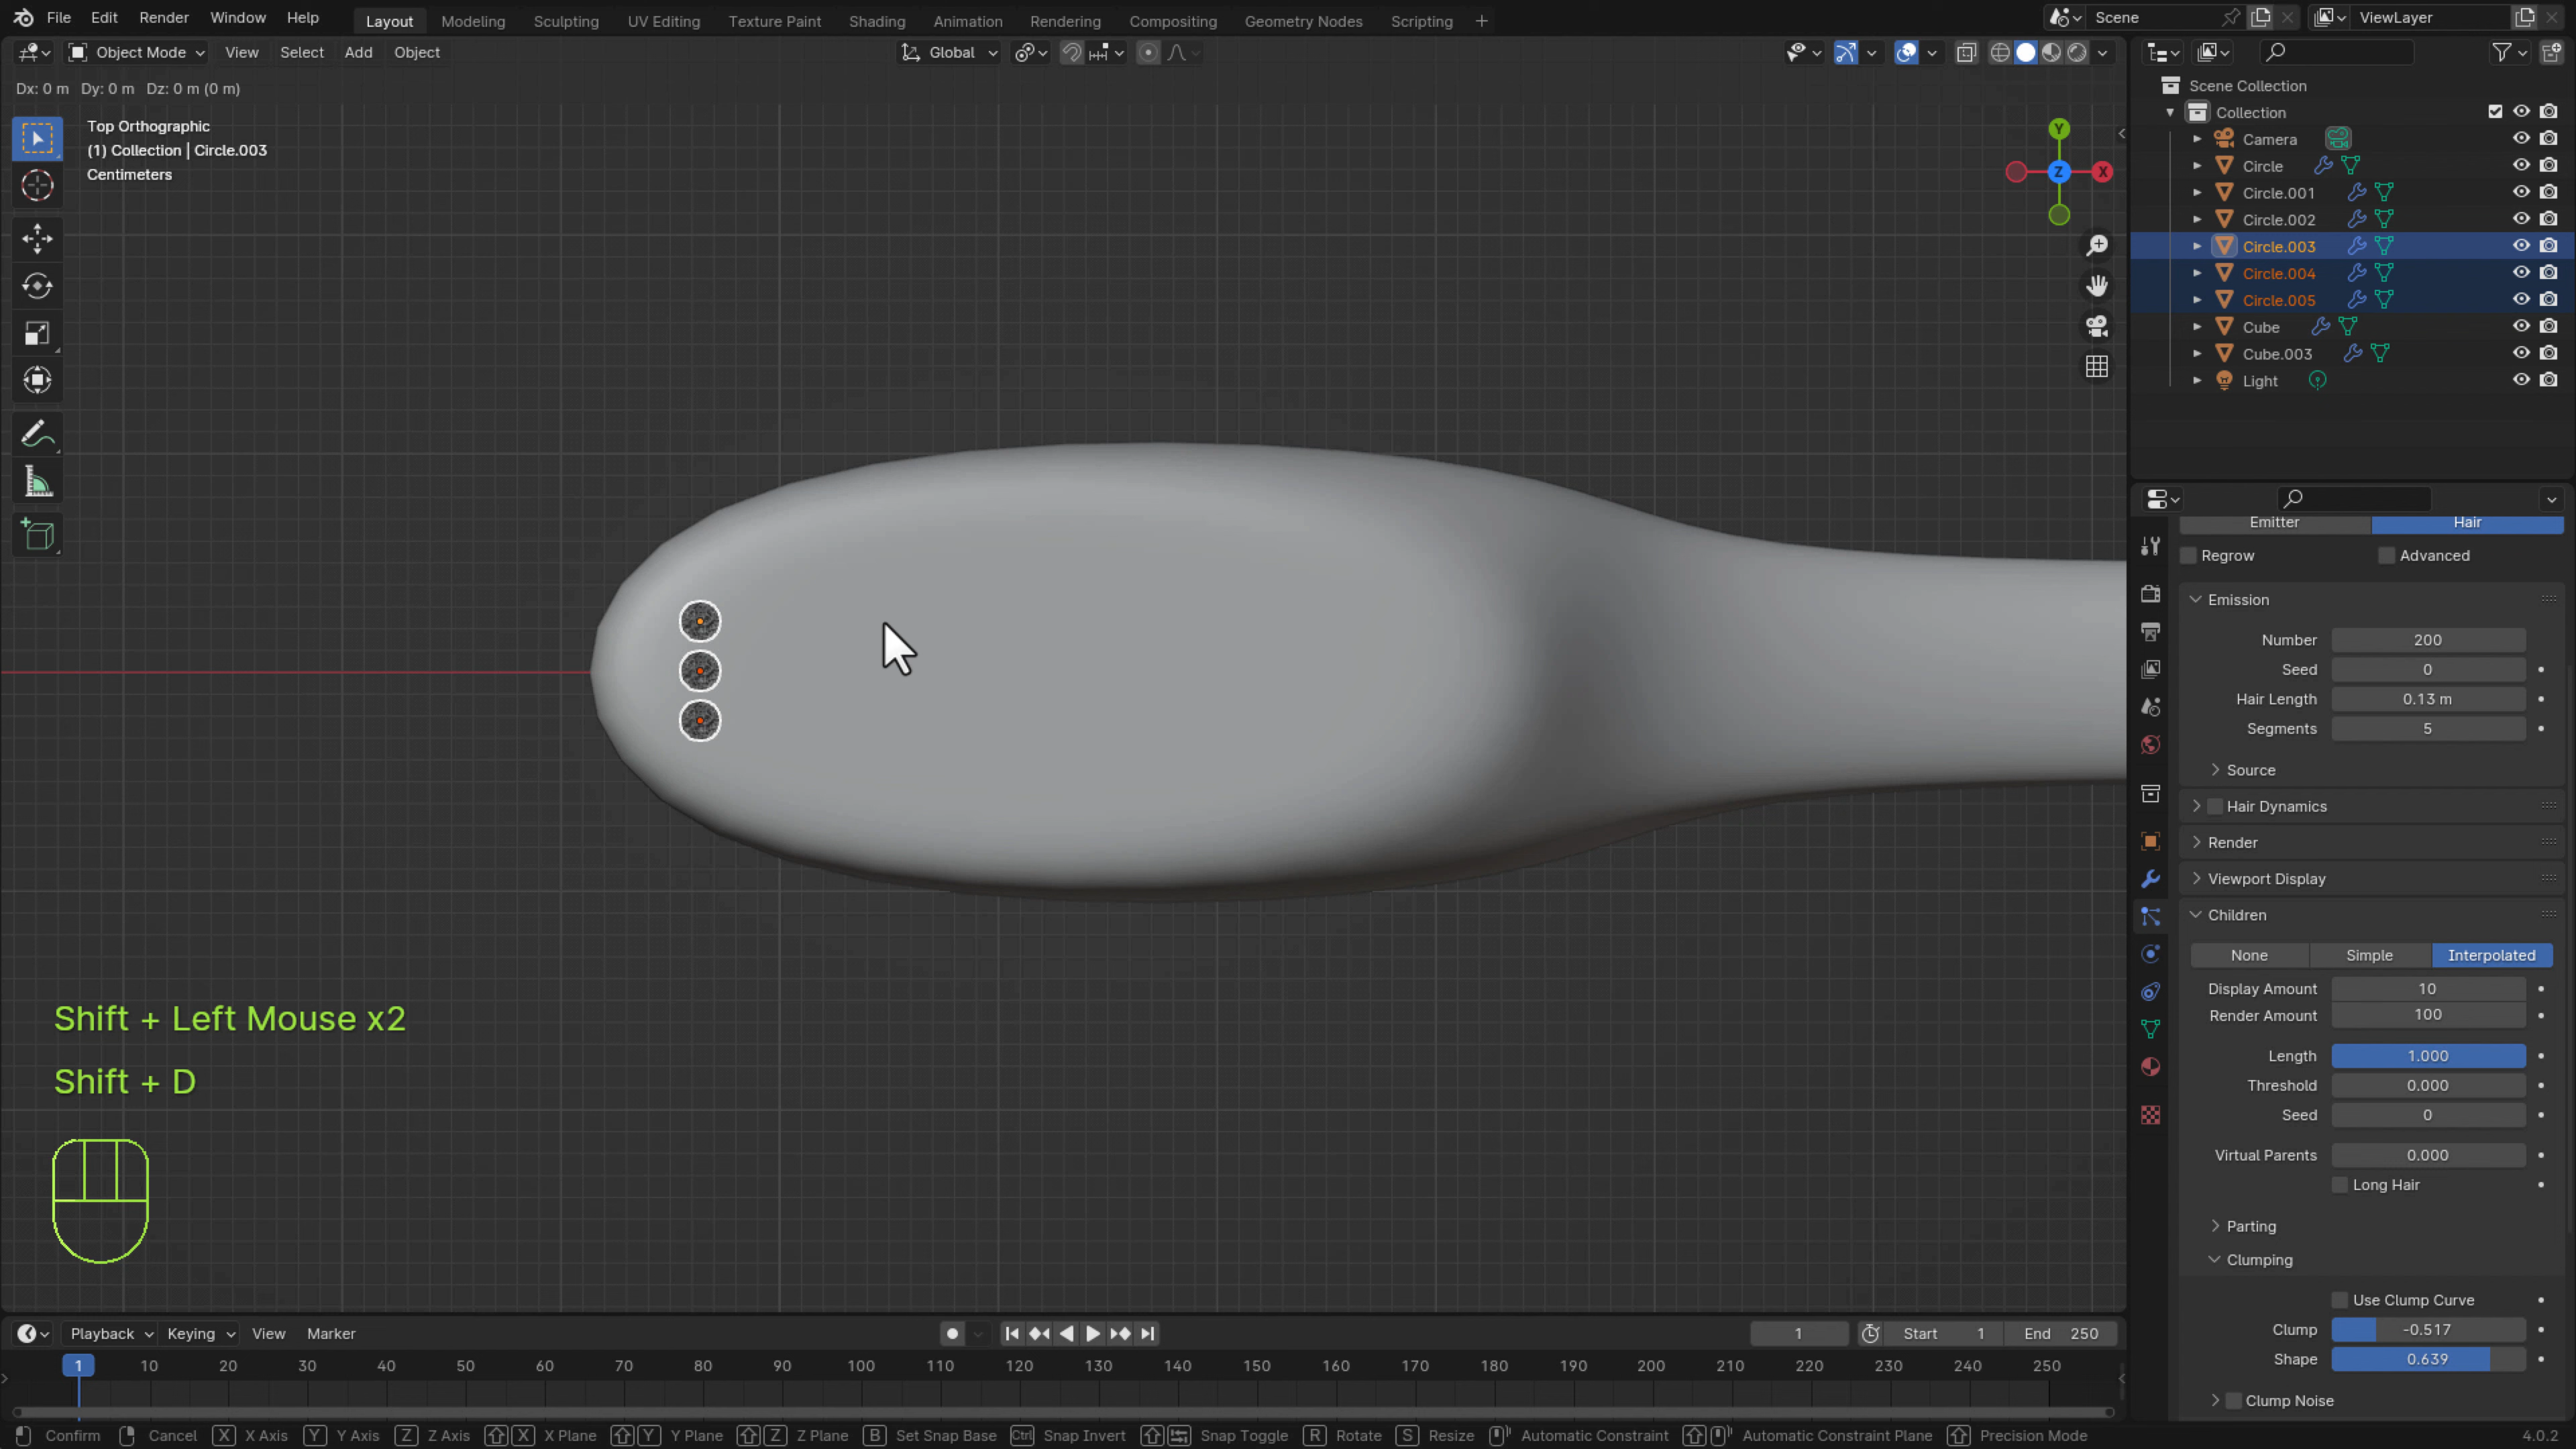 File Edit Render Window Help Layout Modeling Sculpting UV Editing Texture Paint Shading Animation Rendering Compositing Geometry Nodes Scripting + Scene ViewLayer
Object Mode View Select Add Object Global
Dx: 0 m Dy: 0 m Dz: 0 m (0 m)
Top Orthographic
(1) Collection | Circle.003
Centimeters
Y
Z
X
Shift + Left Mouse x2
Shift + D
Scene Collection
Collection
Camera
Circle
Circle.001
Circle.002
Circle.003
Circle.004
Circle.005
Cube
Cube.003
Light
Emitter Hair
Regrow Advanced
Emission
Number 200
Seed 0
Hair Length 0.13 m
Segments 5
Source
Hair Dynamics
Render
Viewport Display
Children
None Simple Interpolated
Display Amount 10
Render Amount 100
Length 1.000
Threshold 0.000
Seed 0
Virtual Parents 0.000
Long Hair
Parting
Clumping
Use Clump Curve
Clump -0.517
Shape 0.639
Clump Noise
Playback Keying View Marker 1 Start 1 End 250
1 10 20 30 40 50 60 70 80 90 100 110 120 130 140 150 160 170 180 190 200 210 220 230 240 250
Confirm Cancel X X Axis Y Y Axis Z Z Axis X X Plane Y Y Plane Z Z Plane B Set Snap Base Ctrl Snap Invert Snap Toggle R Rotate S Resize Automatic Constraint Automatic Constraint Plane Precision Mode 4.0.2